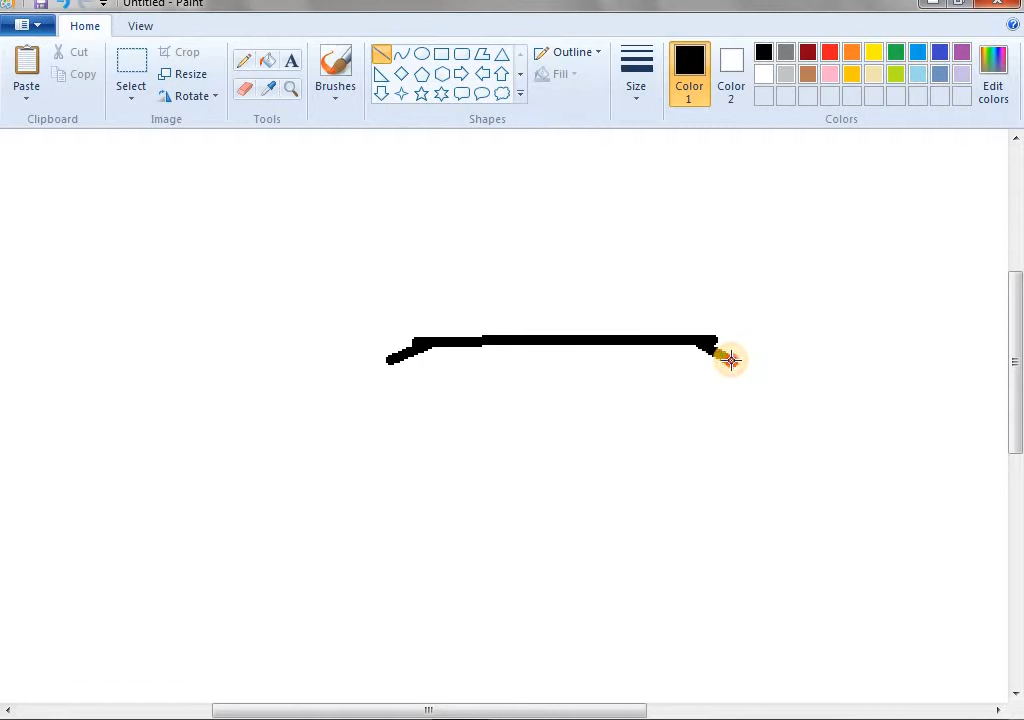 Untitled - Paint
Home View
Paste Cut Copy Select Crop Resize Rotate Brushes Outline Fill Size Color 1 Color 2 Edit colors
Clipboard Image Tools Shapes Colors